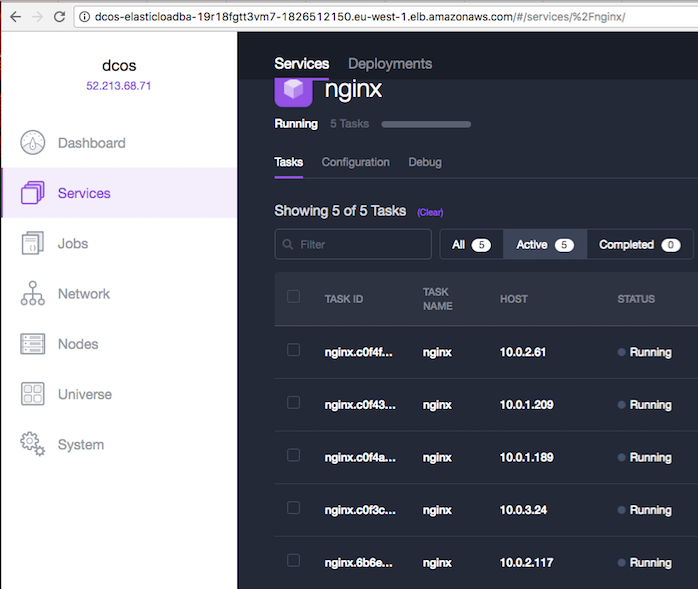 dcos-elasticloadba-19r18fgtt3vm7-1826512150.eu-west-1.elb.amazonaws.com/#/services/%2Fnginx/
dcos
52.213.68.71
Dashboard
Services
Jobs
Network
Nodes
Universe
System
Services Deployments
nginx
Running 5 Tasks
Tasks Configuration Debug
Showing 5 of 5 Tasks (Clear)
Filter All 5 Active 5 Completed 0
TASK ID TASK NAME HOST STATUS
nginx.c0f4f... nginx 10.0.2.61 Running
nginx.c0f43... nginx 10.0.1.209 Running
nginx.c0f4a... nginx 10.0.1.189 Running
nginx.c0f3c... nginx 10.0.3.24 Running
nginx.6b6e... nginx 10.0.2.117 Running